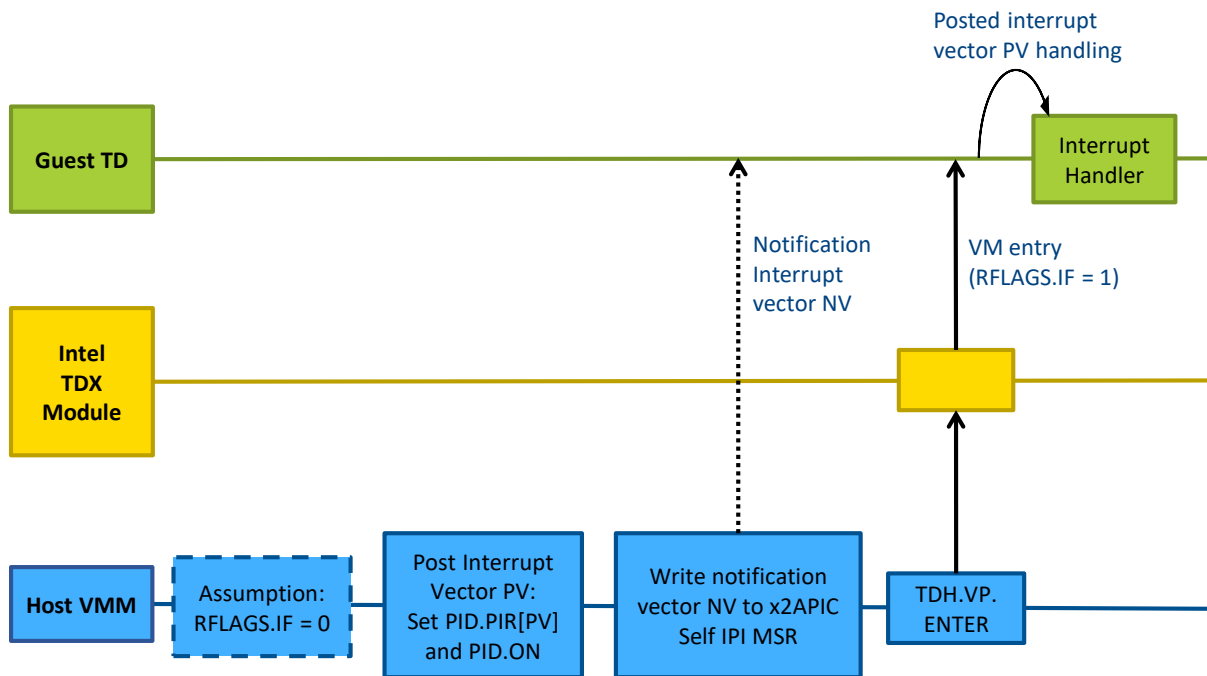 Posted interrupt
vector PV handling
Guest TD
Interrupt
Handler
Notification
Interrupt
vector NV
VM entry
(RFLAGS.IF = 1)
Intel
TDX
Module
Host VMM
Assumption:
RFLAGS.IF = 0
Post Interrupt
Vector PV:
Set PID.PIR[PV]
and PID.ON
Write notification
vector NV to x2APIC
Self IPI MSR
TDH.VP.
ENTER